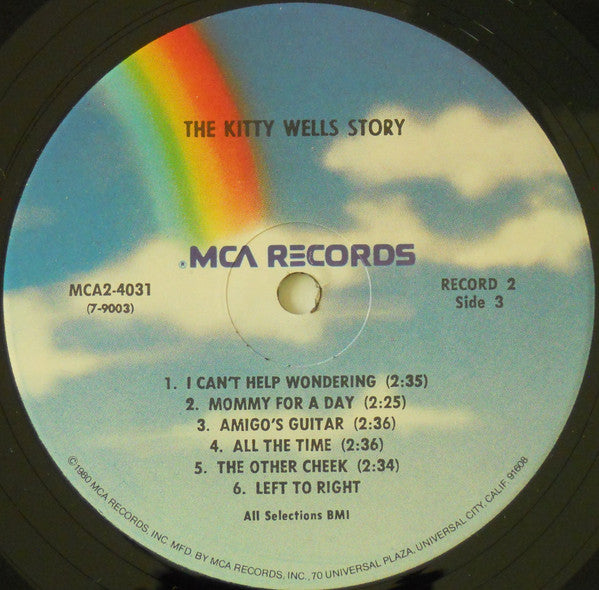 THE KITTY WELLS STORY
®MCA RECORDS
MCA2-4031
(7-9003)
RECORD 2
Side 3
1. I CAN'T HELP WONDERING (2:35)
2. MOMMY FOR A DAY (2:25)
3. AMIGO'S GUITAR (2:36)
4. ALL THE TIME (2:36)
5. THE OTHER CHEEK (2:34)
6. LEFT TO RIGHT
All Selections BMI
©1980 MCA RECORDS, INC. MFD. BY MCA RECORDS, INC., 70 UNIVERSAL PLAZA, UNIVERSAL CITY, CALIF. 91608